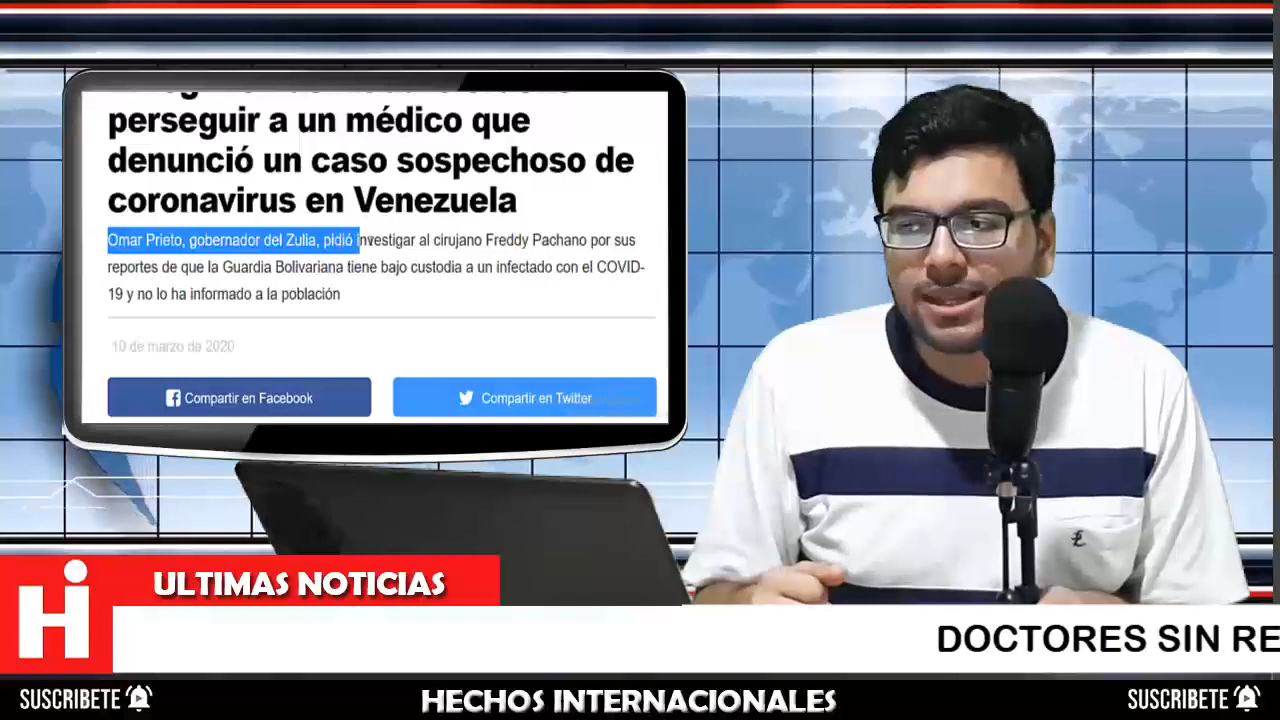 perseguir a un médico que
denunció un caso sospechoso de
coronavirus en Venezuela
Omar Prieto, gobernador del Zulia, pidió investigar al cirujano Freddy Pachano por sus
reportes de que la Guardia Bolivariana tiene bajo custodia a un infectado con el COVID-
19 y no lo ha informado a la población
10 de marzo de 2020
Compartir en Facebook
Compartir en Twitter
Hi
ULTIMAS NOTICIAS
DOCTORES SIN RE
SUSCRIBETE
HECHOS INTERNACIONALES
SUSCRIBETE